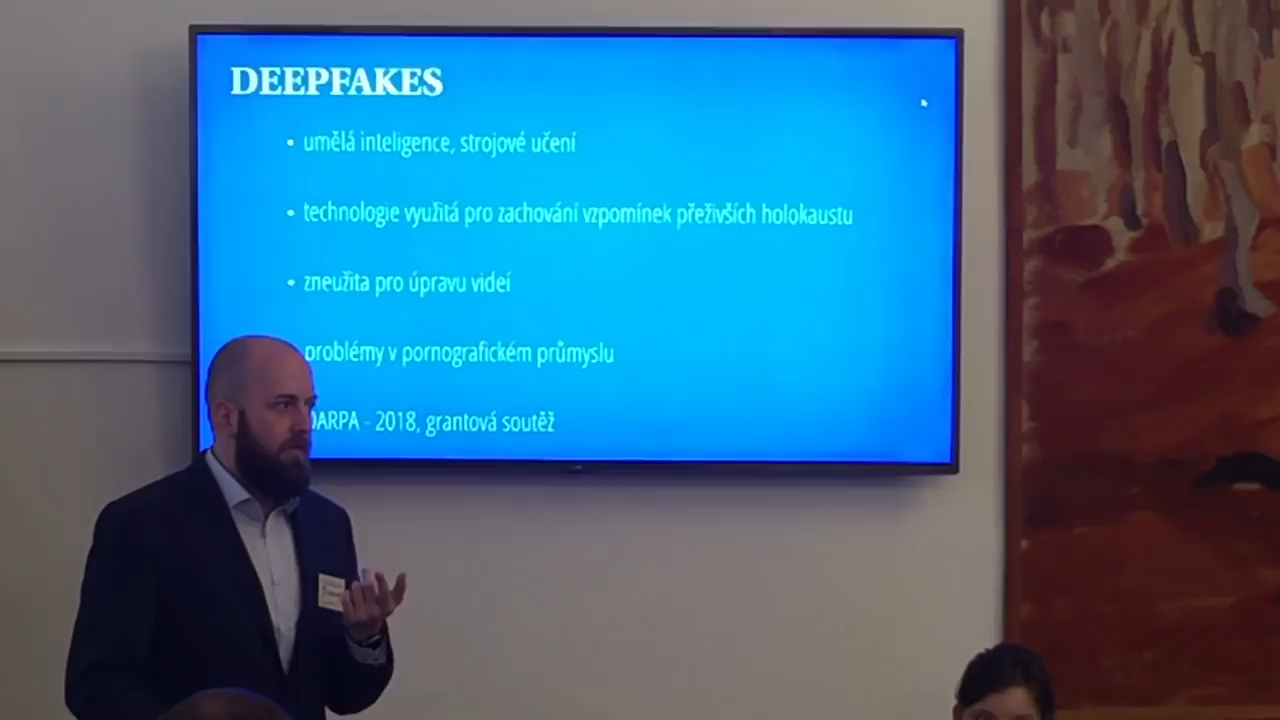 DEEPFAKES
• umělá inteligence, strojové učení
• technologie využitá pro zachování vzpomínek přeživších holokaustu
• zneužita pro úpravu videí
problémy v pornografickém průmyslu
DARPA - 2018, grantová soutěž